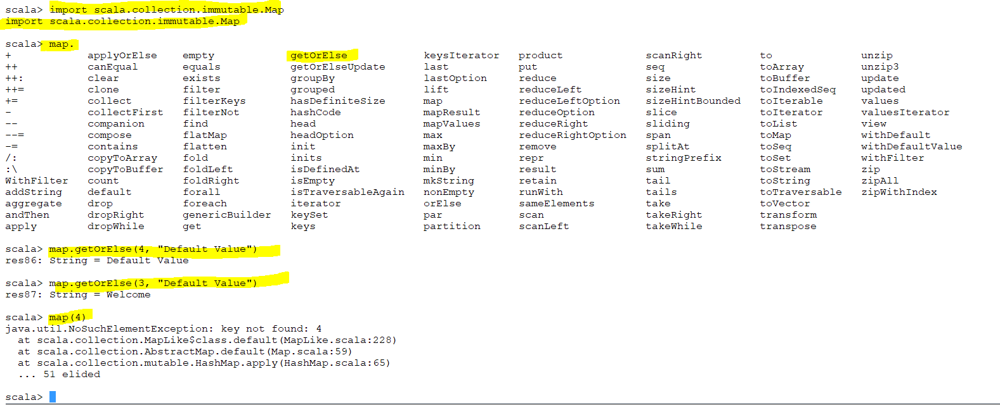 scala> import scala.collection.immutable.Map
import scala.collection.immutable.Map
scala> map.
+ applyOrElse empty getOrElse keysIterator product scanRight to unzip
++ canEqual equals getOrElseUpdate last put seq toArray unzip3
++: clear exists groupBy lastOption reduce size toBuffer update
++= clone filter grouped lift reduceLeft sizeHint toIndexedSeq updated
+= collect filterKeys hasDefiniteSize map reduceLeftOption sizeHintBounded toIterable values
- collectFirst filterNot hashCode mapResult reduceOption slice toIterator valuesIterator
-- companion find head mapValues reduceRight sliding toList view
--= compose flatMap headOption max reduceRightOption span toMap withDefault
-= contains flatten init maxBy remove splitAt toSeq withDefaultValue
/: copyToArray fold inits min repr stringPrefix toSet withFilter
:\ copyToBuffer foldLeft isDefinedAt minBy result sum toStream zip
WithFilter count foldRight isEmpty mkString retain tail toString zipAll
addString default forall isTraversableAgain nonEmpty runWith tails toTraversable zipWithIndex
aggregate drop foreach iterator orElse sameElements take toVector
andThen dropRight genericBuilder keySet par scan takeRight transform
apply dropWhile get keys partition scanLeft takeWhile transpose
scala> map.getOrElse(4, "Default Value")
res86: String = Default Value
scala> map.getOrElse(3, "Default Value")
res87: String = Welcome
scala> map(4)
java.util.NoSuchElementException: key not found: 4
at scala.collection.MapLike$class.default(MapLike.scala:228)
at scala.collection.AbstractMap.default(Map.scala:59)
at scala.collection.mutable.HashMap.apply(HashMap.scala:65)
... 51 elided
scala>